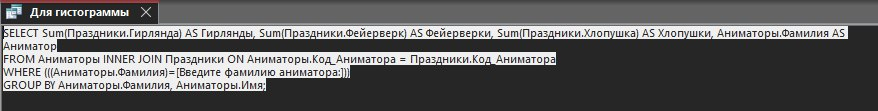 Для гистограммы
SELECT Sum(Праздники.Гирлянда) AS Гирлянды, Sum(Праздники.Фейерверк) AS Фейерверки, Sum(Праздники.Хлопушка) AS Хлопушки, Аниматоры.Фамилия AS
Аниматор
FROM Аниматоры INNER JOIN Праздники ON Аниматоры.Код_Аниматора = Праздники.Код_Аниматора
WHERE (((Аниматоры.Фамилия)=[Введите фамилию аниматора:]))
GROUP BY Аниматоры.Фамилия, Аниматоры.Имя;